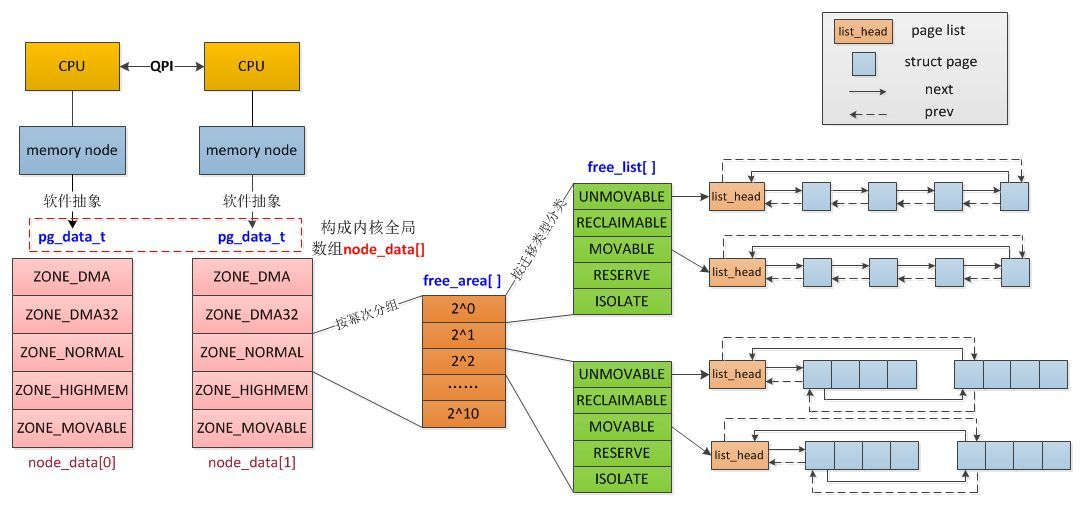 CPU
QPI
CPU
memory node
memory node
软件抽象
软件抽象
pg_data_t
pg_data_t
构成内核全局
数组node_data[]
ZONE_DMA
ZONE_DMA32
ZONE_NORMAL
ZONE_HIGHMEM
ZONE_MOVABLE
node_data[0]
ZONE_DMA
ZONE_DMA32
ZONE_NORMAL
ZONE_HIGHMEM
ZONE_MOVABLE
node_data[1]
按幂次分组
free_area[ ]
2^0
2^1
2^2
······
2^10
按迁移类型分类
free_list[ ]
UNMOVABLE
RECLAIMABLE
MOVABLE
RESERVE
ISOLATE
UNMOVABLE
RECLAIMABLE
MOVABLE
RESERVE
ISOLATE
list_head
list_head
list_head
list_head
list_head
page list
struct page
next
prev